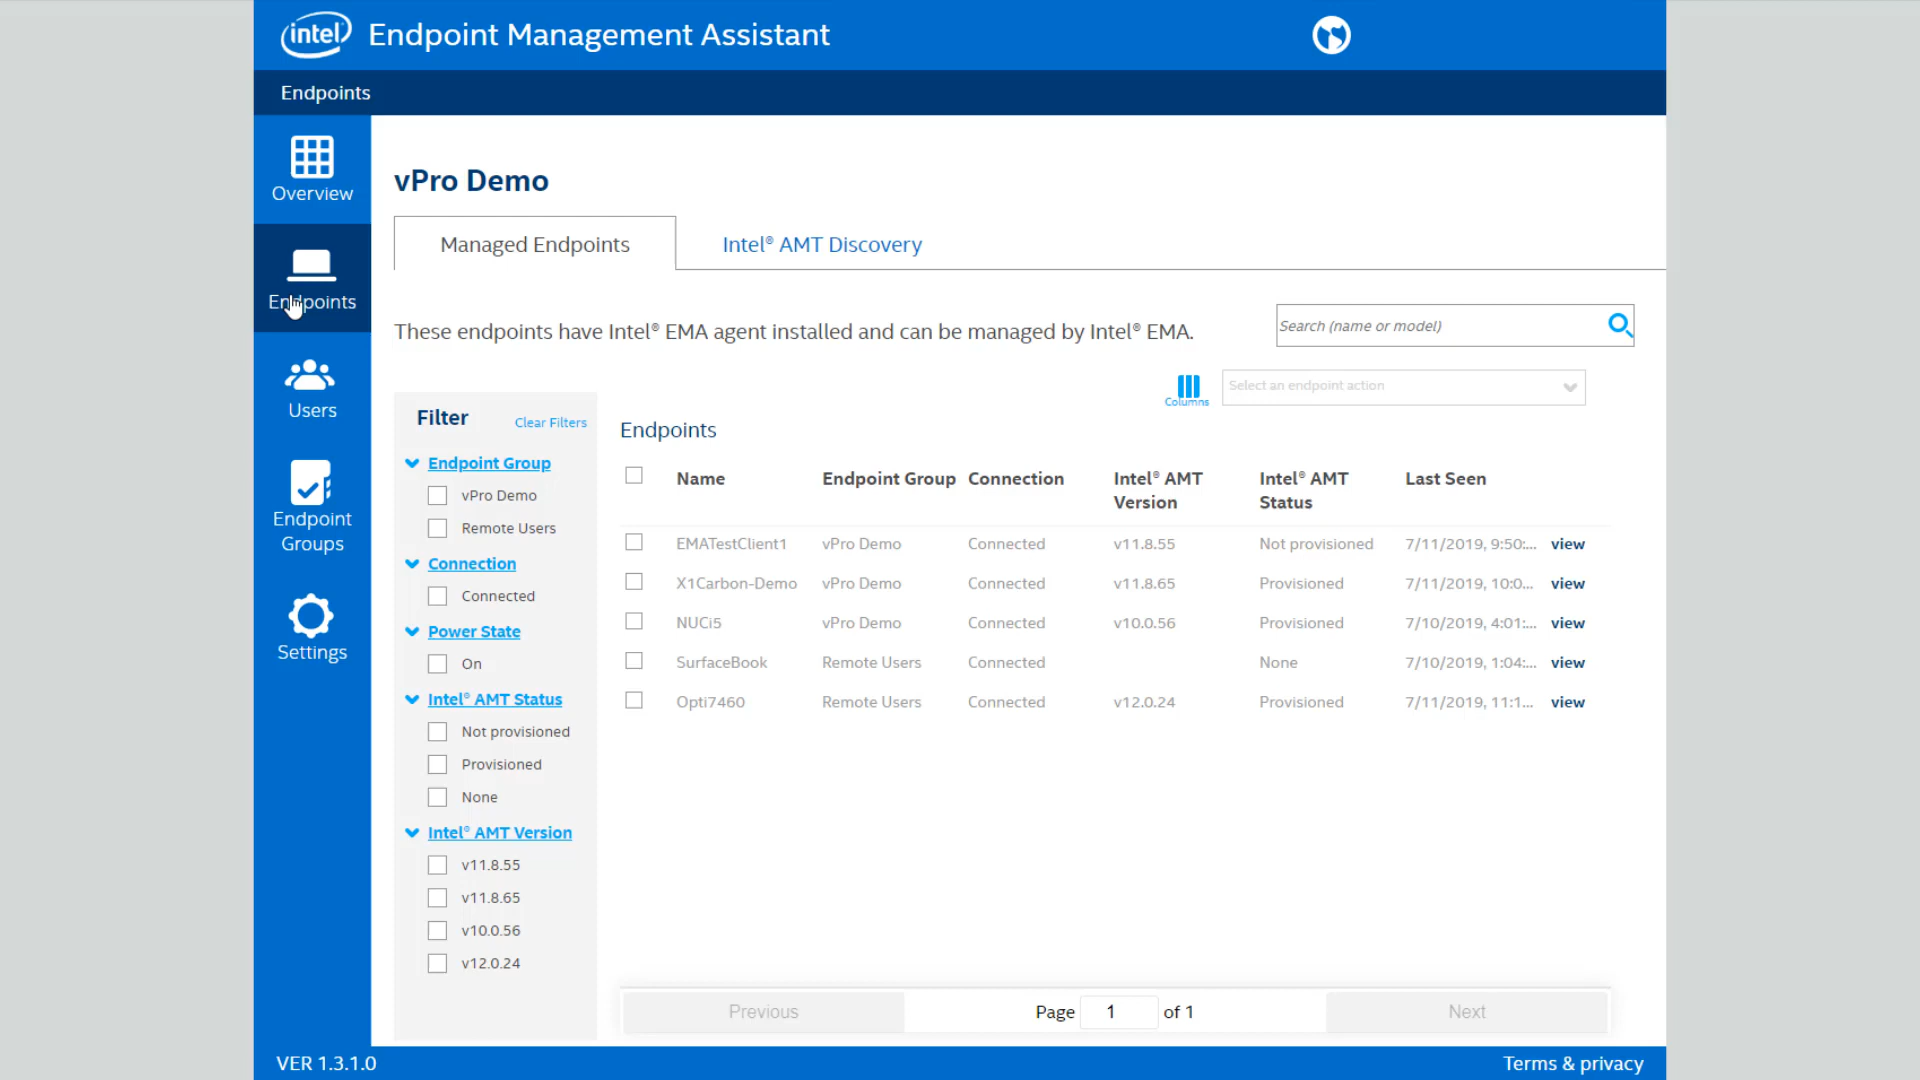 intel Endpoint Management Assistant
Endpoints
Overview
Endpoints
Users
Endpoint
Groups
Settings
vPro Demo
Managed Endpoints
Intel® AMT Discovery
These endpoints have Intel® EMA agent installed and can be managed by Intel® EMA.
Search (name or model)
Columns
Select an endpoint action
Filter
Clear Filters
Endpoint Group
vPro Demo
Remote Users
Connection
Connected
Power State
On
Intel® AMT Status
Not provisioned
Provisioned
None
Intel® AMT Version
v11.8.55
v11.8.65
v10.0.56
v12.0.24
Endpoints
Name Endpoint Group Connection Intel® AMT Version Intel® AMT Status Last Seen
EMATestClient1 vPro Demo Connected v11.8.55 Not provisioned 7/11/2019, 9:50:... view
X1Carbon-Demo vPro Demo Connected v11.8.65 Provisioned 7/11/2019, 10:0... view
NUCi5 vPro Demo Connected v10.0.56 Provisioned 7/10/2019, 4:01:... view
SurfaceBook Remote Users Connected None 7/10/2019, 1:04:... view
Opti7460 Remote Users Connected v12.0.24 Provisioned 7/11/2019, 11:1... view
Previous
Page 1 of 1
Next
VER 1.3.1.0
Terms & privacy